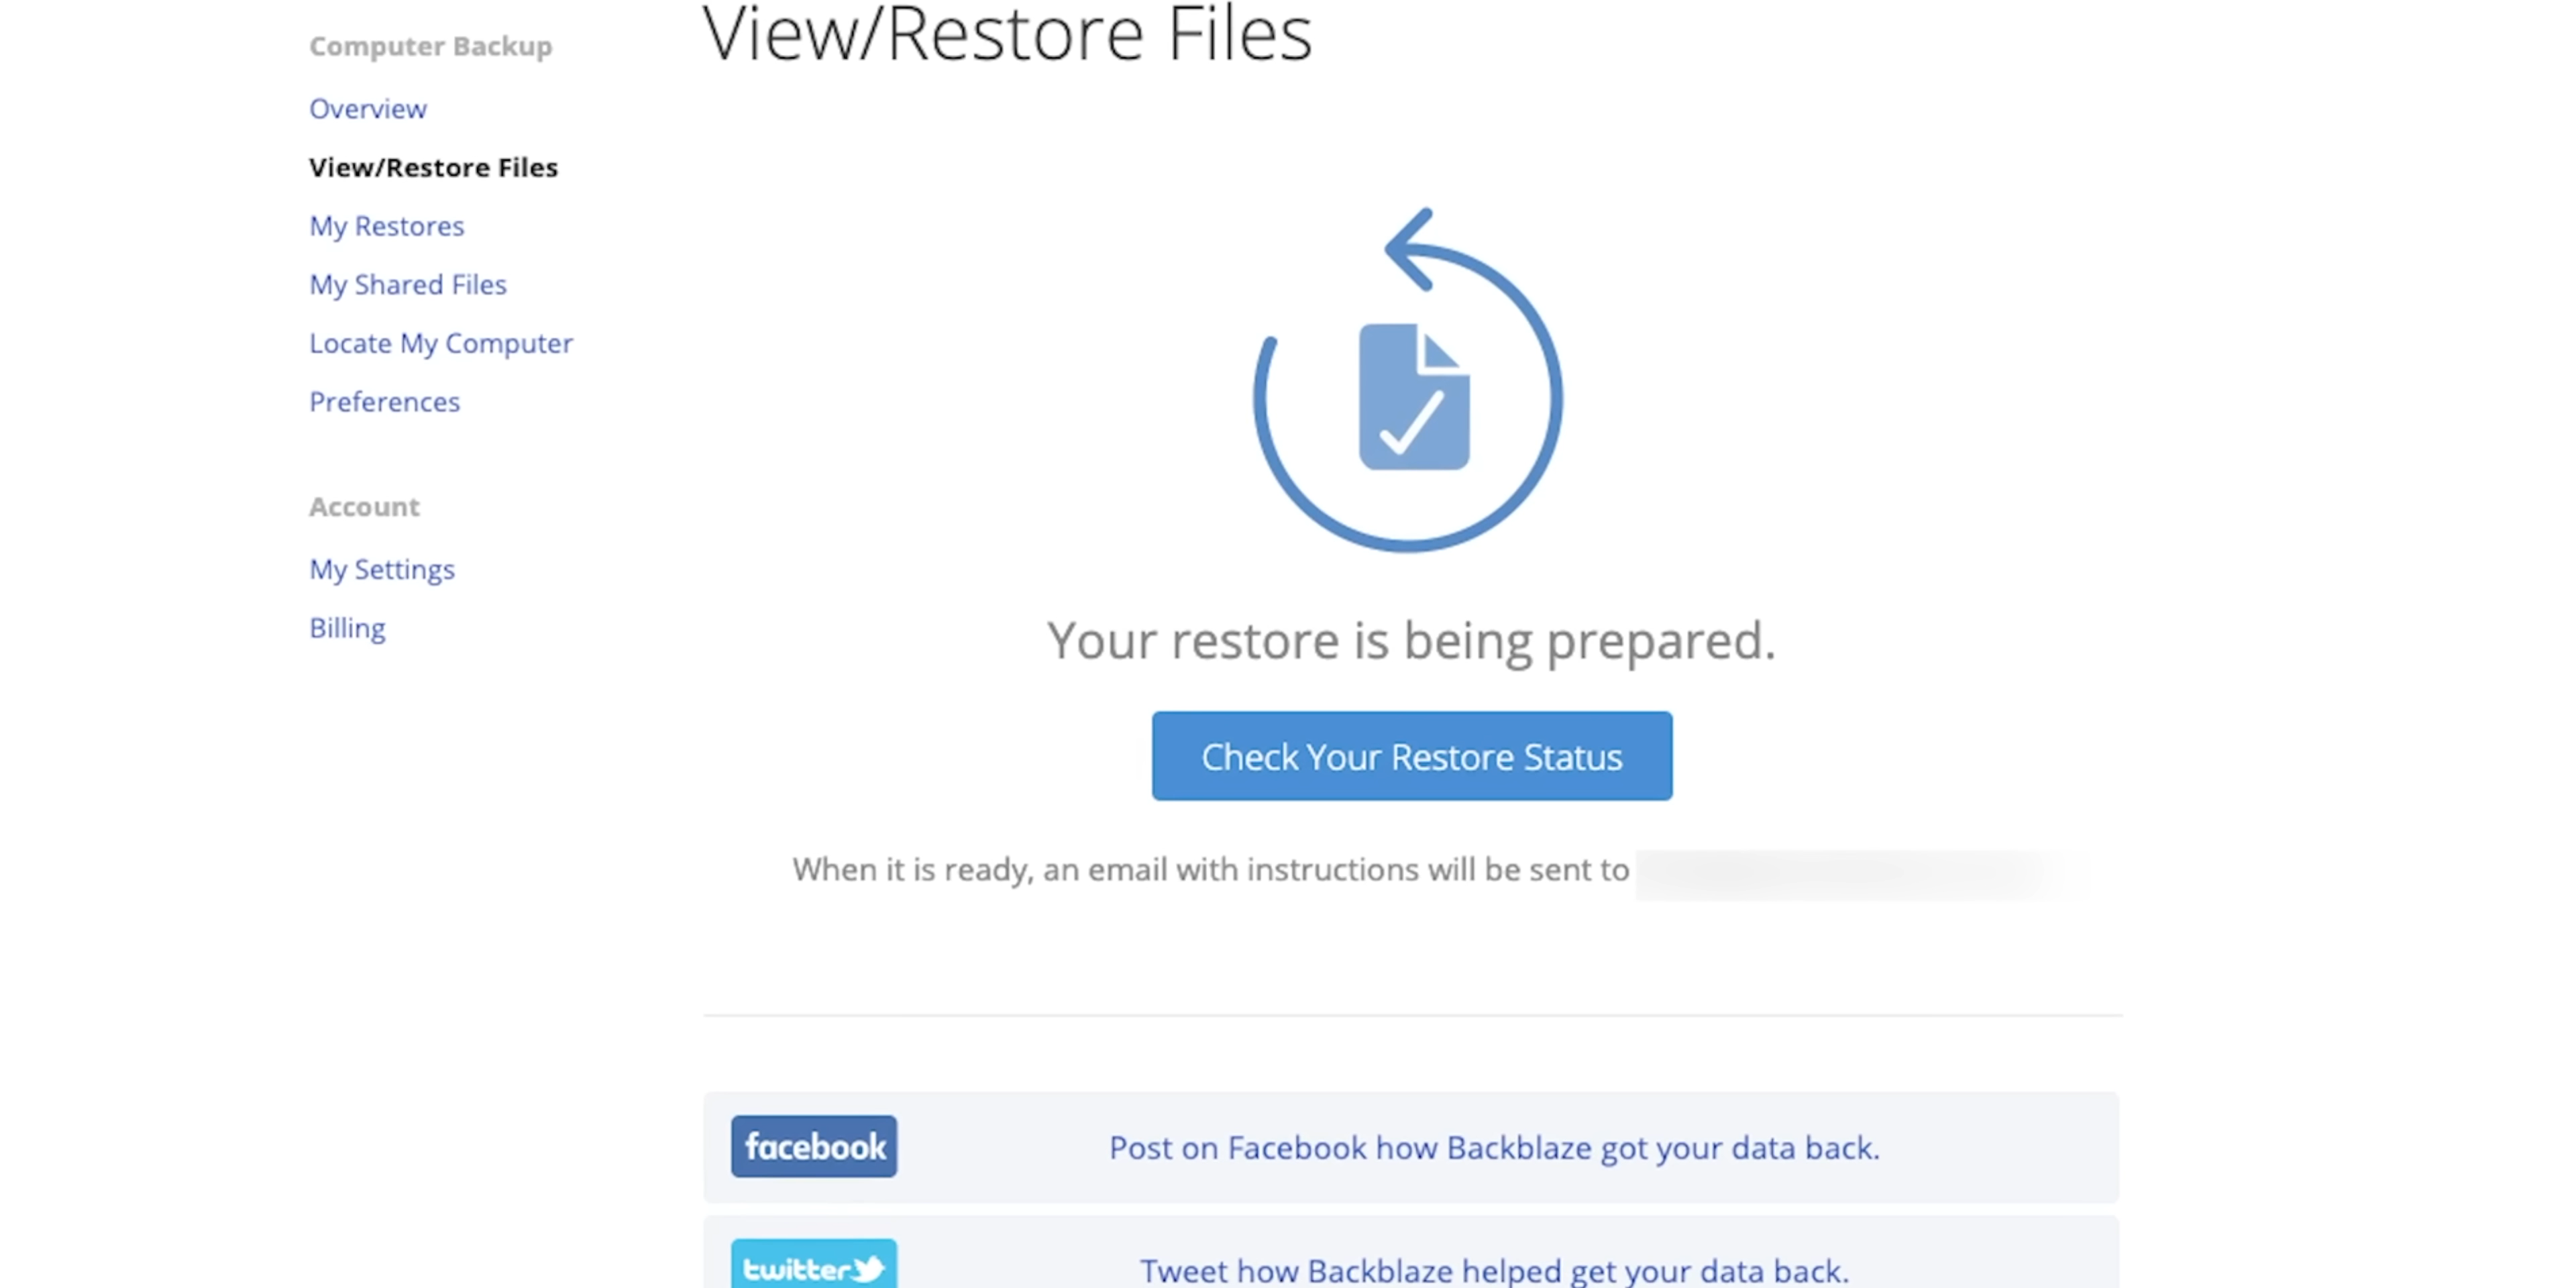 Computer Backup
Overview
View/Restore Files
My Restores
My Shared Files
Locate My Computer
Preferences
Account
My Settings
Billing
View/Restore Files
Your restore is being prepared.
Check Your Restore Status
When it is ready, an email with instructions will be sent to
facebook
Post on Facebook how Backblaze got your data back.
twitter
Tweet how Backblaze helped get your data back.